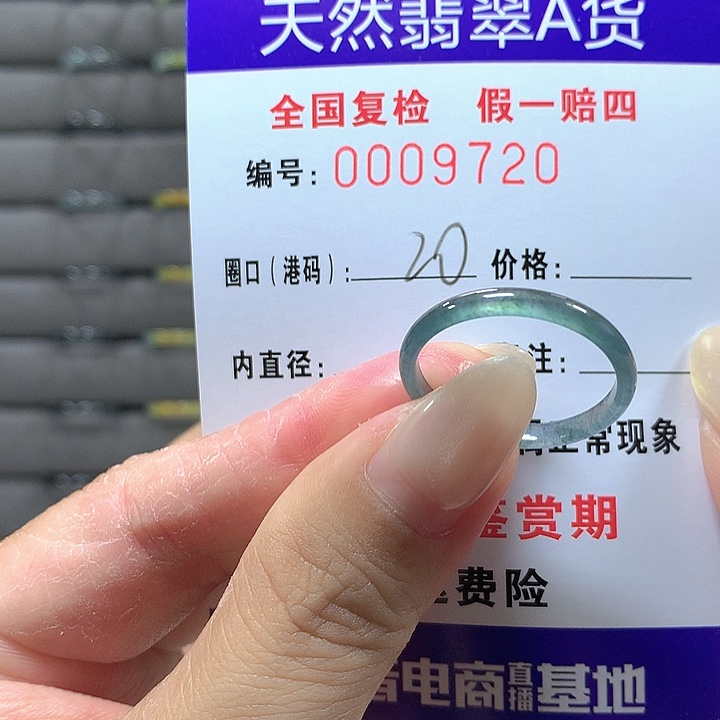 天然翡翠A货
全国复检 假一赔四
编号: 0009720
圈口(港码): 20 价格:
内直径: 注:
正常现象
鉴赏期
费险
电商直播基地